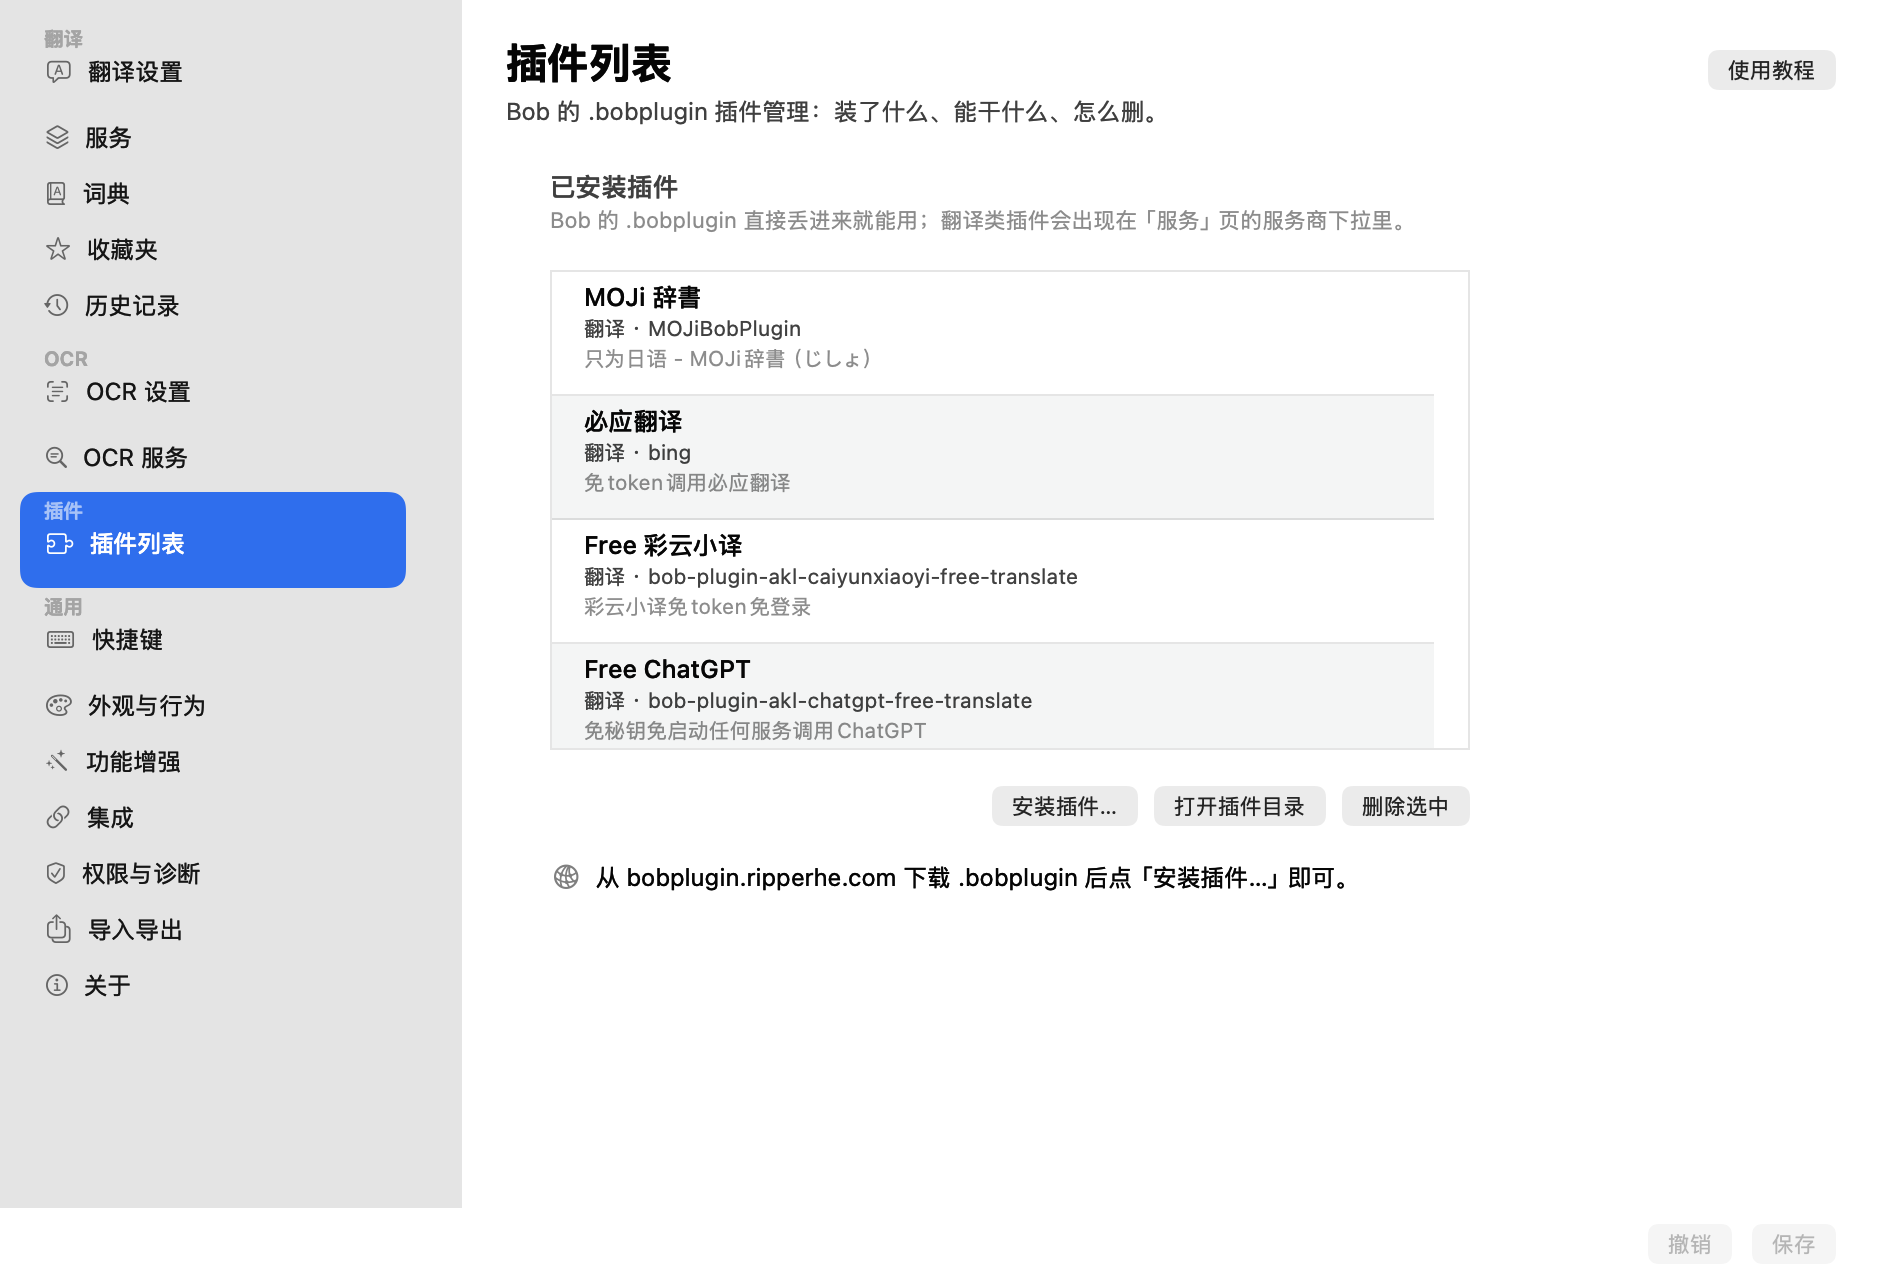 翻译
翻译设置
服务
词典
收藏夹
历史记录
OCR
OCR 设置
OCR 服务
插件
插件列表
通用
快捷键
外观与行为
功能增强
集成
权限与诊断
导入导出
关于
插件列表
使用教程
Bob 的 .bobplugin 插件管理：装了什么、能干什么、怎么删。
已安装插件
Bob 的 .bobplugin 直接丢进来就能用；翻译类插件会出现在「服务」页的服务商下拉里。
MOJi 辞書
翻译 · MOJiBobPlugin
只为日语 - MOJi辞書（じしょ）
必应翻译
翻译 · bing
免token调用必应翻译
Free 彩云小译
翻译 · bob-plugin-akl-caiyunxiaoyi-free-translate
彩云小译免token免登录
Free ChatGPT
翻译 · bob-plugin-akl-chatgpt-free-translate
免秘钥免启动任何服务调用ChatGPT
安装插件... 打开插件目录 删除选中
从 bobplugin.ripperhe.com 下载 .bobplugin 后点「安装插件...」即可。
撤销 保存